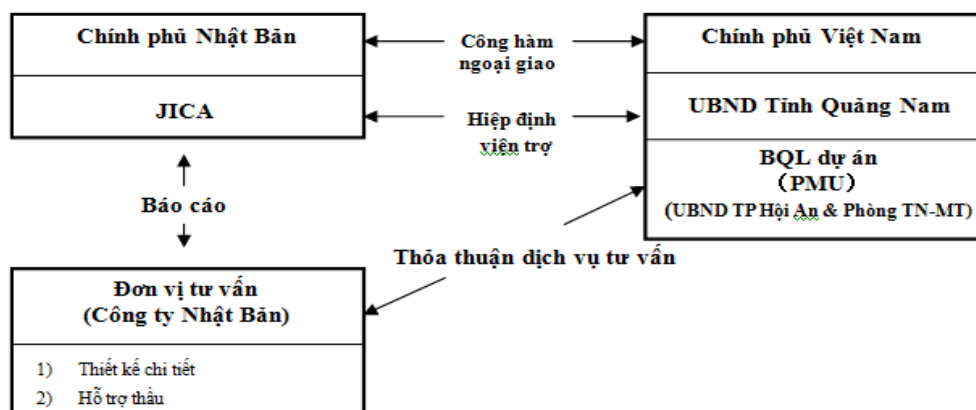 Chính phủ Nhật Bản
JICA
Công hàm
ngoại giao
Hiệp định
viện trợ
Chính phủ Việt Nam
UBND Tỉnh Quảng Nam
BQL dự án
(PMU)
(UBND TP Hội An & Phòng TN-MT)
Báo cáo
Thỏa thuận dịch vụ tư vấn
Đơn vị tư vấn
(Công ty Nhật Bản)
1) Thiết kế chi tiết
2) Hỗ trợ thầu